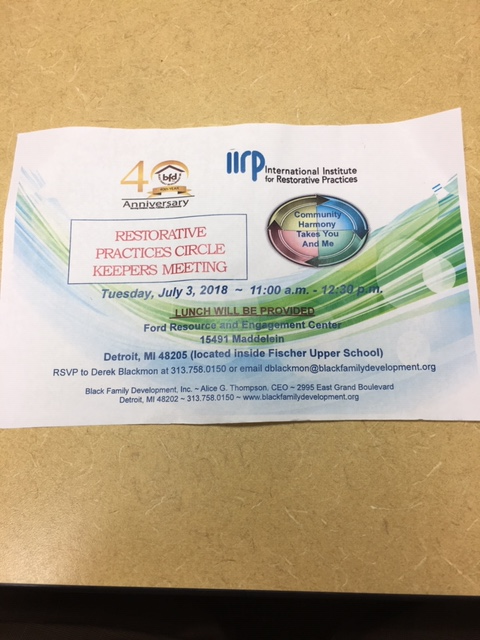 40
bfd
Anniversary
iirp International Institute
for Restorative Practices
RESTORATIVE
PRACTICES CIRCLE
KEEPERS MEETING
Community
Harmony
Takes You
And Me
Tuesday, July 3, 2018 ~ 11:00 a.m. - 12:30 p.m.
LUNCH WILL BE PROVIDED
Ford Resource and Engagement Center
15491 Maddelein
Detroit, MI 48205 (located inside Fischer Upper School)
RSVP to Derek Blackmon at 313.758.0150 or email dblackmon@blackfamilydevelopment.org
Black Family Development, Inc. ~ Alice G. Thompson, CEO ~ 2995 East Grand Boulevard
Detroit, MI 48202 ~ 313.758.0150 ~ www.blackfamilydevelopment.org